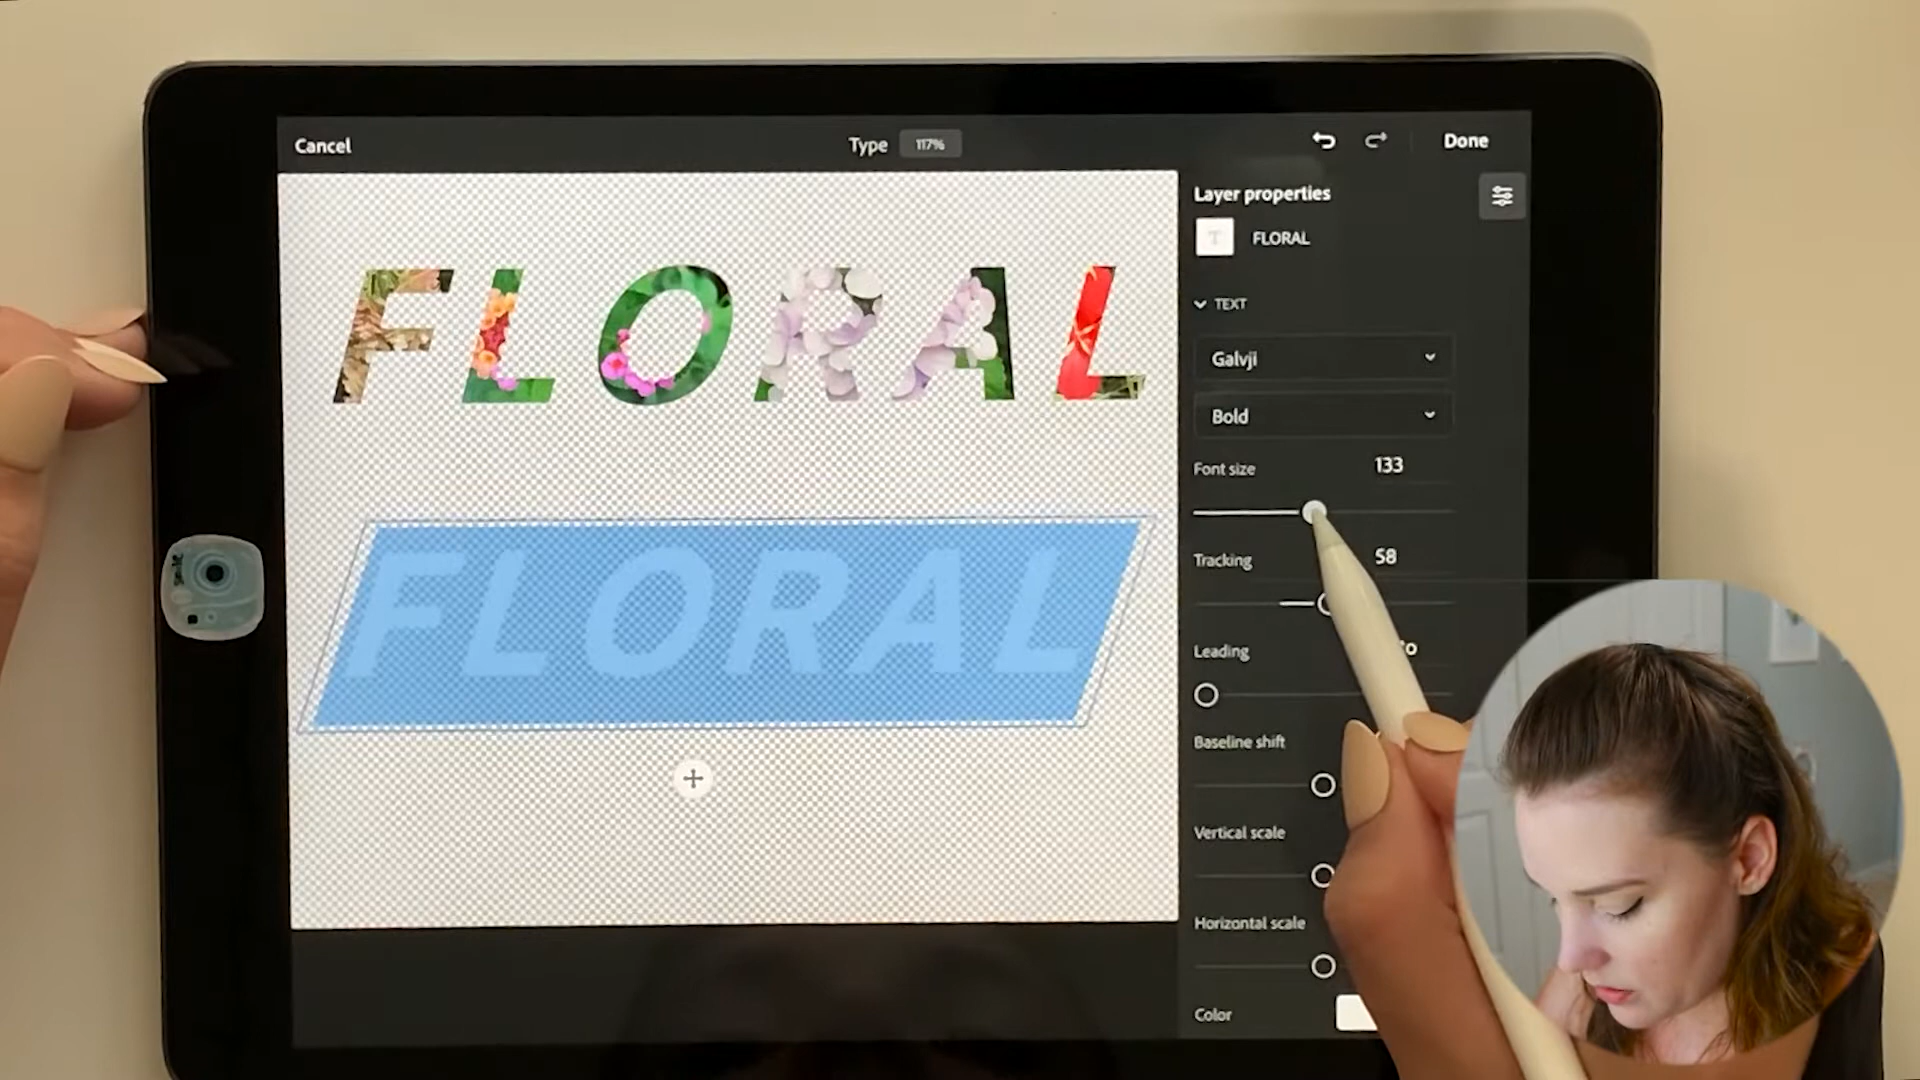 Cancel
Type 117%
Done
Layer properties
FLORAL
TEXT
Galvji
Bold
Font size 133
Tracking 58
Leading
Baseline shift
Vertical scale
Horizontal scale
Color
FLORAL
FLORAL